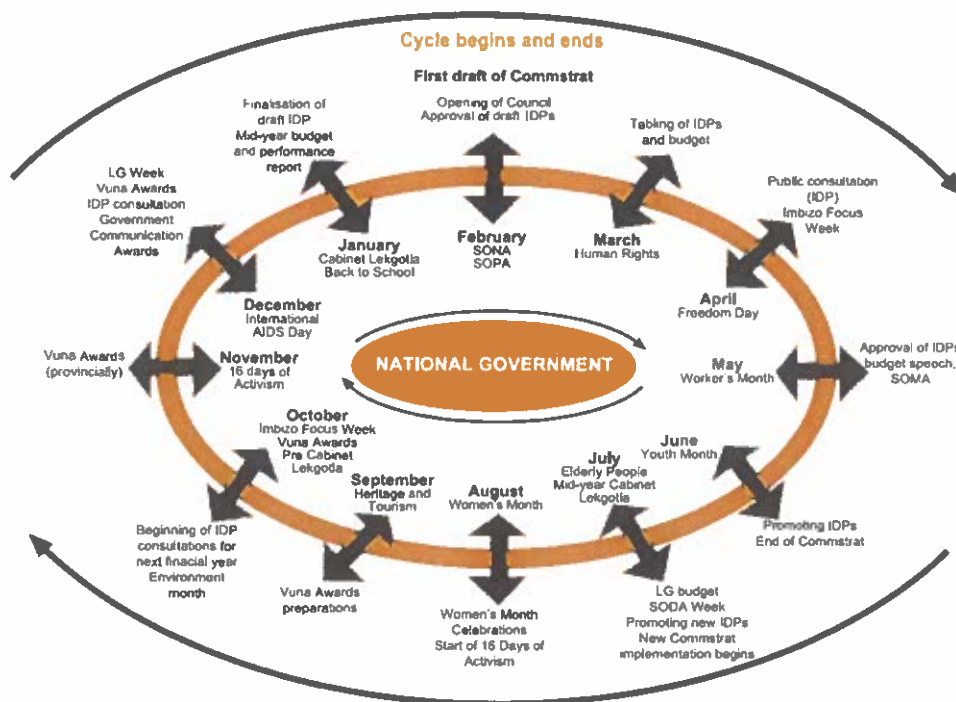 Cycle begins and ends
First draft of Commstrat
Opening of Council
Approval of draft IDPs
Tabling of IDPs
and budget
Public consultation
(IDP)
Imbizo Focus
Week
Approval of IDPs
budget speech,
SOMA
Promoting IDPs
End of Commstrat
LG budget
SODA Week
Promoting new IDPs
New Commstrat
implementation begins
Women's Month
Celebrations
Start of 16 Days of
Activism
Vuna Awards
preparations
Beginning of IDP
consultations for
next finacial year
Environment
month
Vuna Awards
(provincially)
LG Week
Vuna Awards
IDP consultation
Government
Communication
Awards
Finalisation of
draft IDP
Mid-year budget
and performance
report
January
Cabinet Lekgotla
Back to School
February
SONA
SOPA
March
Human Rights
April
Freedom Day
May
Worker's Month
June
Youth Month
July
Elderly People
Mid-year Cabinet
Lekgotla
August
Women's Month
September
Heritage and
Tourism
October
Imbizo Focus Week
Vuna Awards
Pre Cabinet
Lekgotla
November
16 days of
Activism
December
International
AIDS Day
NATIONAL GOVERNMENT